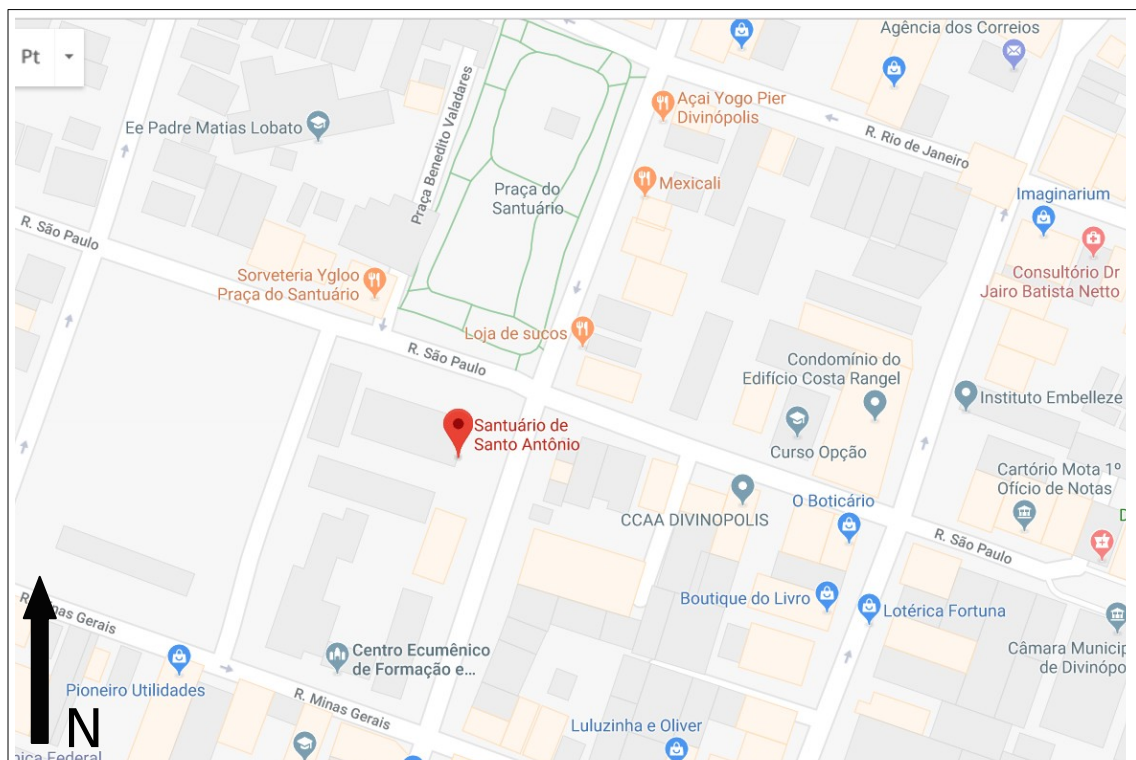 Pt
Agência dos Correios
Açai Yogo Pier
Divinópolis
R. Rio de Janeiro
Ee Padre Matias Lobato
Praça Benedito Valadares
Praça do
Santuário
Mexicali
Imaginarium
Consultório Dr
Jairo Batista Netto
R. São Paulo
Sorveteria Ygloo
Praça do Santuário
Loja de sucos
R. São Paulo
Condomínio do
Edifício Costa Rangel
Instituto Embelleze
Santuário de
Santo Antônio
Curso Opção
Cartório Mota 1º
Ofício de Notas
CCAA DIVINOPOLIS
O Boticário
D
R. São Paulo
Boutique do Livro
Lotérica Fortuna
R. Minas Gerais
Centro Ecumênico
de Formação e...
Câmara Municip
de Divinópo
Pioneiro Utilidades
R. Minas Gerais
Luluzinha e Oliver
N
nica Federal